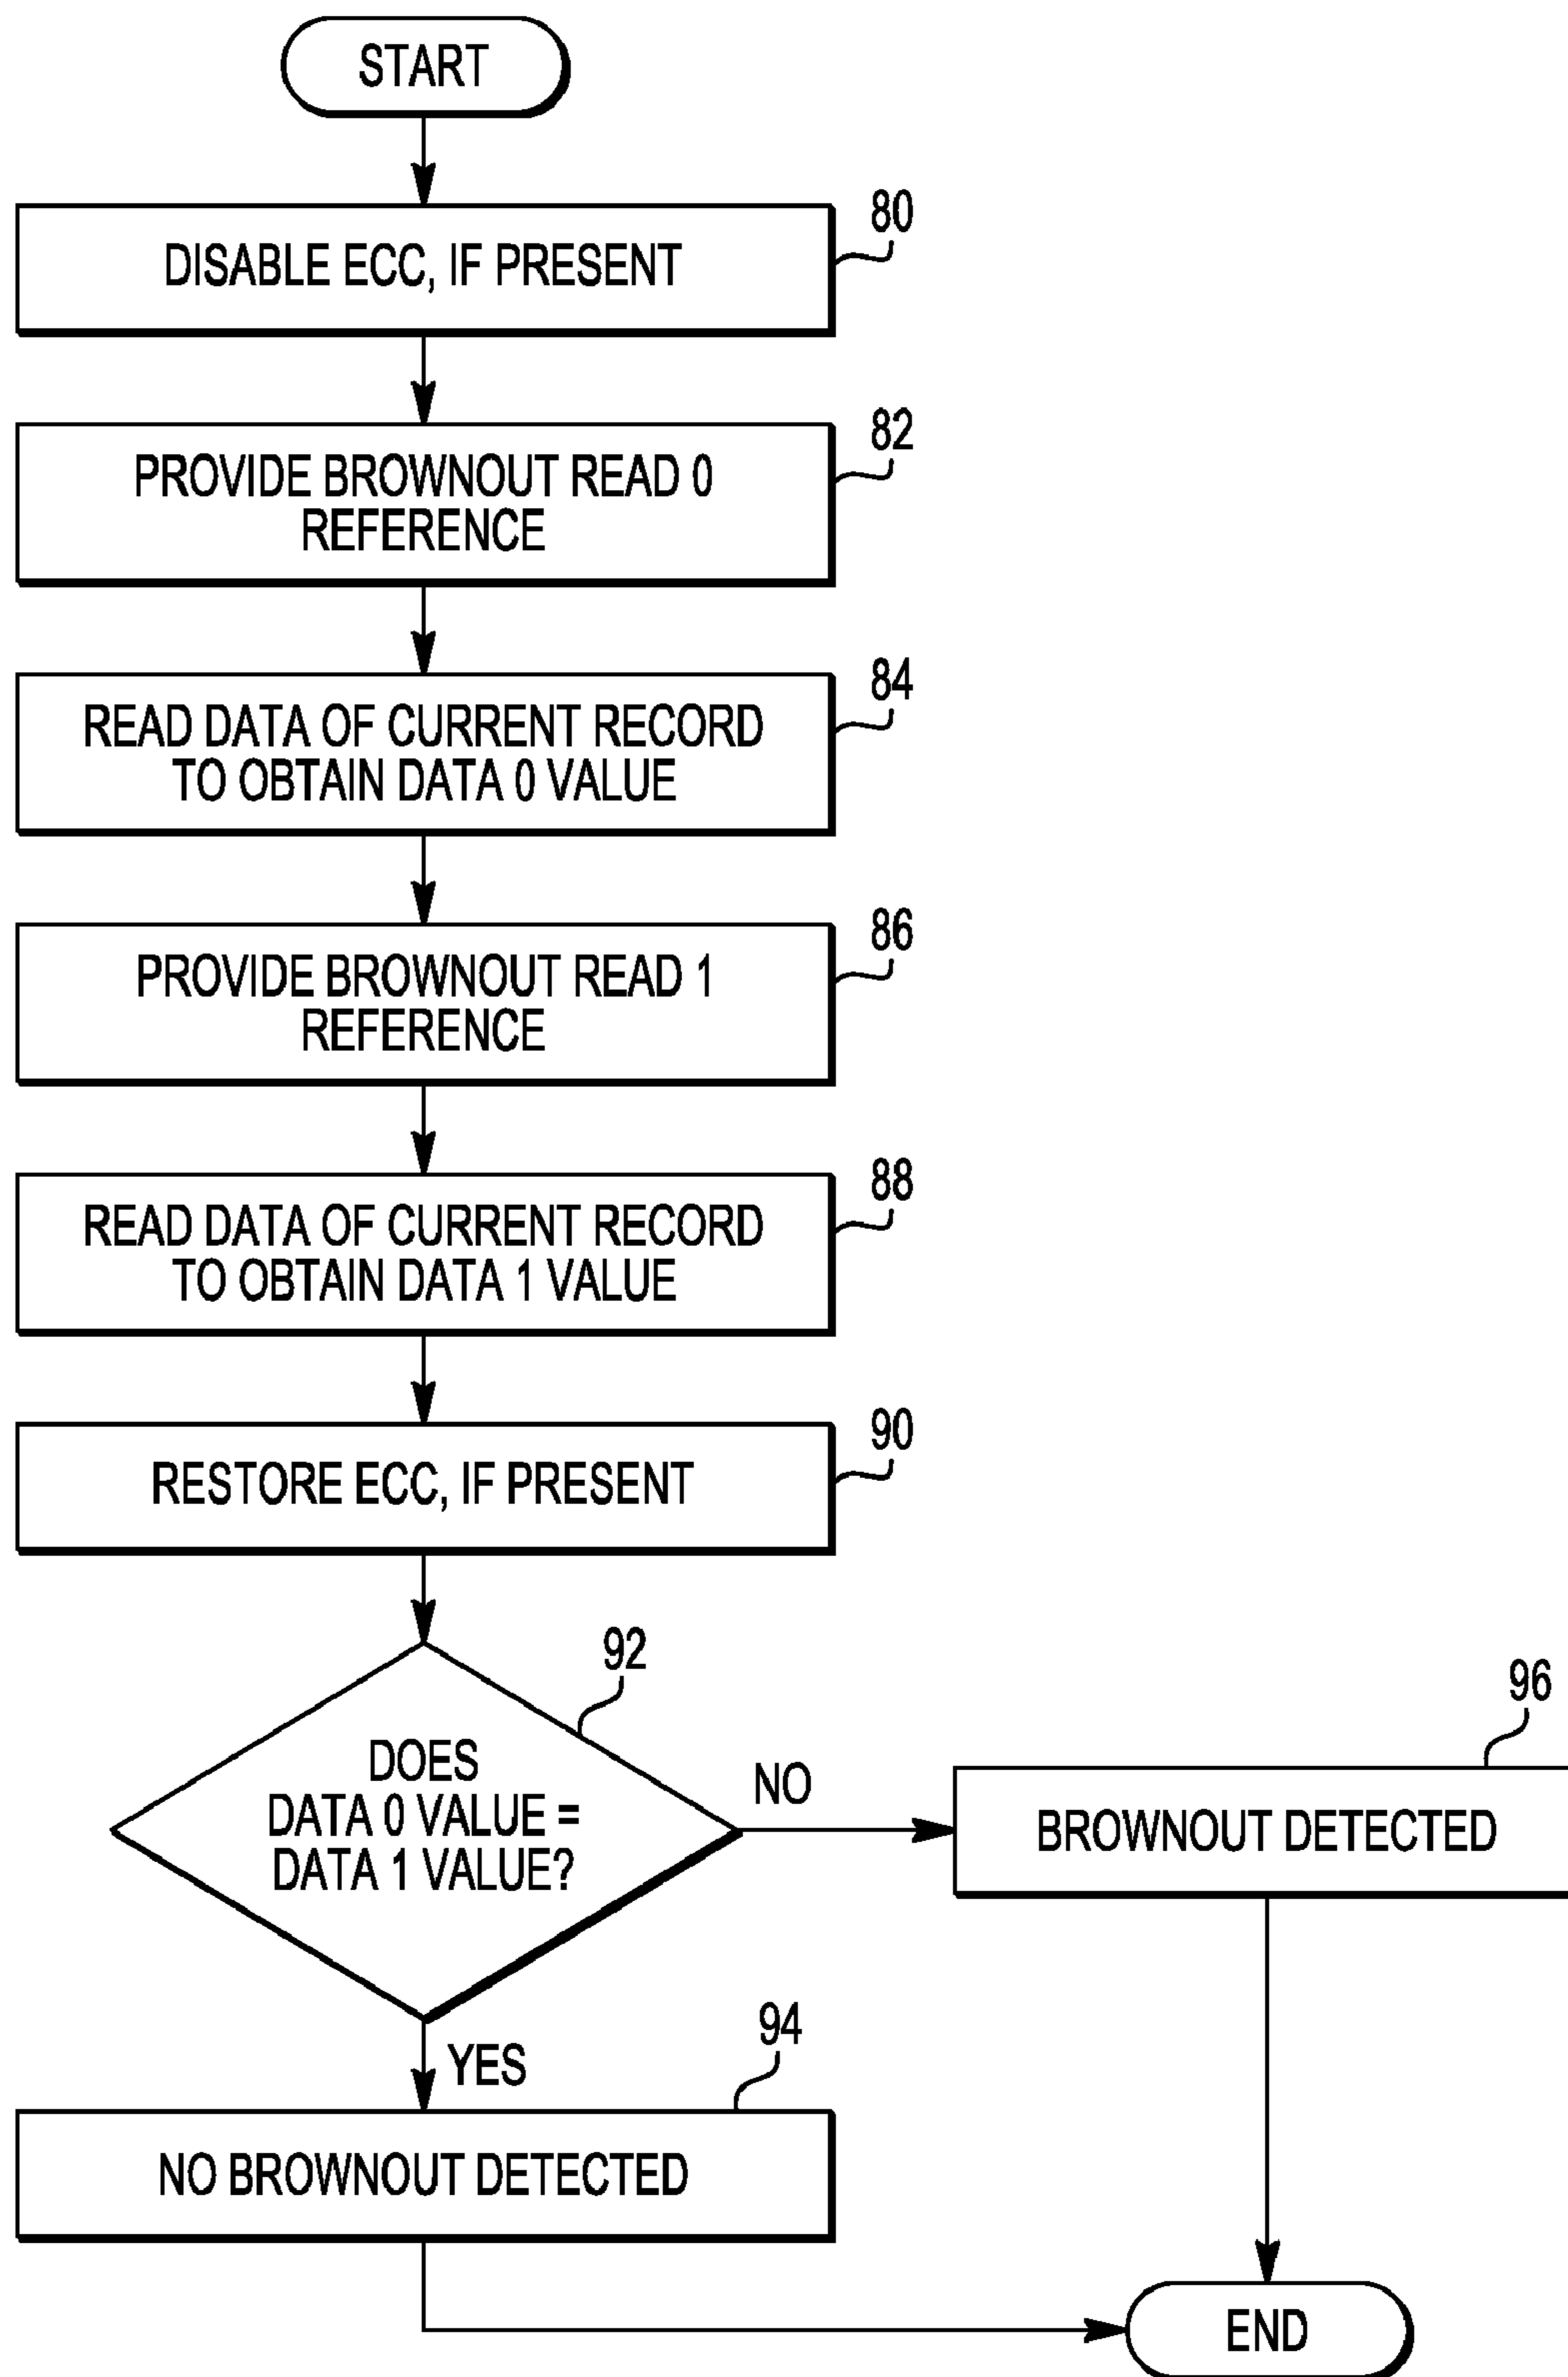 START
80
DISABLE ECC, IF PRESENT
82
PROVIDE BROWNOUT READ 0
REFERENCE
84
READ DATA OF CURRENT RECORD
TO OBTAIN DATA 0 VALUE
86
PROVIDE BROWNOUT READ 1
REFERENCE
88
READ DATA OF CURRENT RECORD
TO OBTAIN DATA 1 VALUE
90
RESTORE ECC, IF PRESENT
92
DOES
DATA 0 VALUE =
DATA 1 VALUE?
NO
96
BROWNOUT DETECTED
YES
94
NO BROWNOUT DETECTED
END